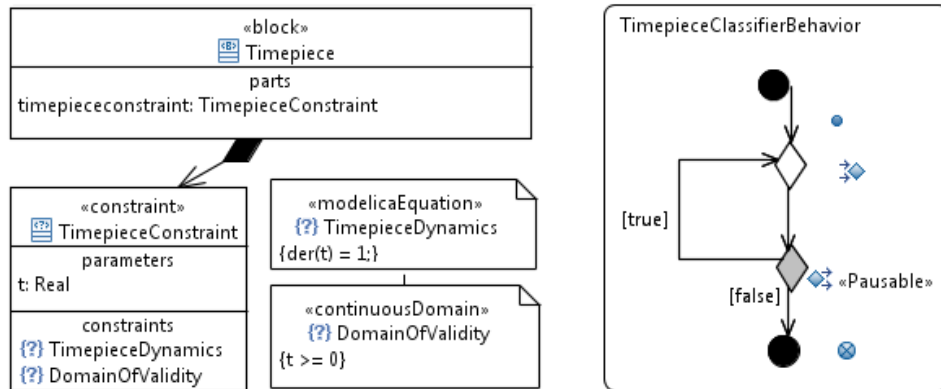 «block»
Timepiece
parts
timepiececonstraint: TimepieceConstraint
«constraint»
TimepieceConstraint
parameters
t: Real
constraints
{?} TimepieceDynamics
{?} DomainOfValidity
«modelicaEquation»
{?} TimepieceDynamics
{der(t) = 1;}
«continuousDomain»
{?} DomainOfValidity
{t >= 0}
TimepieceClassifierBehavior
[true]
«Pausable»
[false]